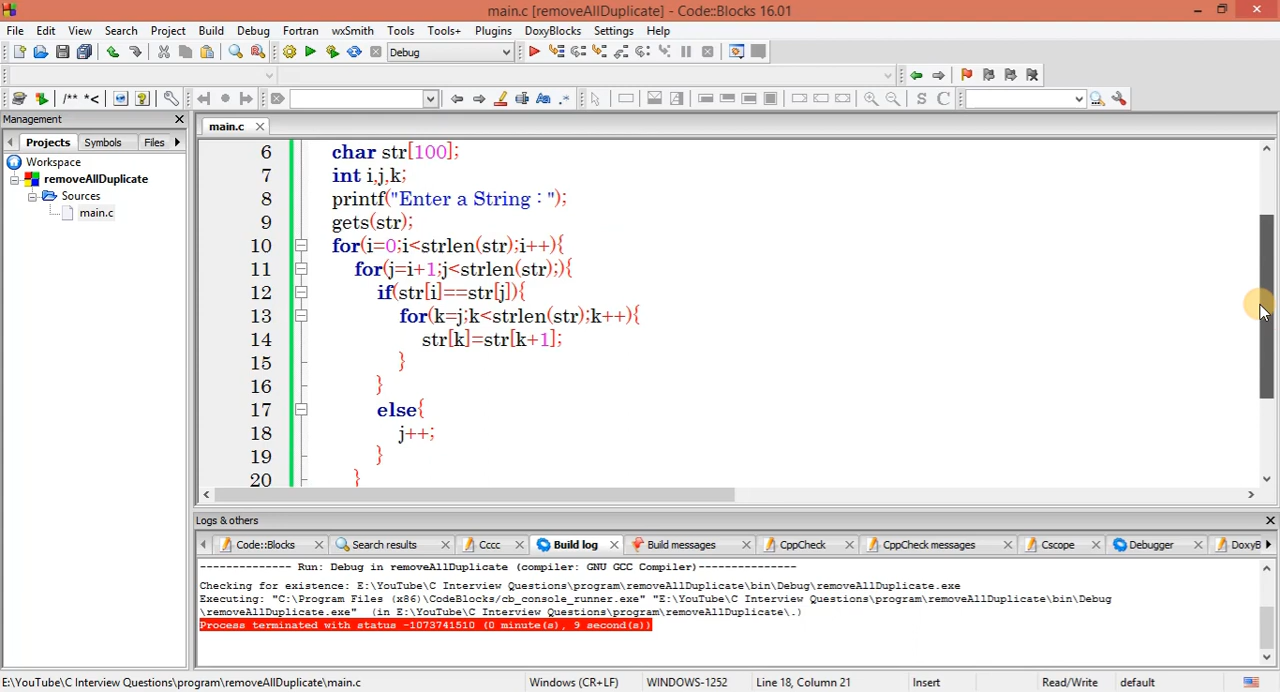 main.c [removeAllDuplicate] - Code::Blocks 16.01
File Edit View Search Project Build Debug Fortran wxSmith Tools Tools+ Plugins DoxyBlocks Settings Help
Debug
/** *<
S C
Management
main.c
Projects Symbols Files
Workspace
removeAllDuplicate
Sources
main.c
6 char str[100];
7 int i,j,k;
8 printf("Enter a String : ");
9 gets(str);
10 for(i=0;i<strlen(str);i++){
11 for(j=i+1;j<strlen(str);){
12 if(str[i]==str[j]){
13 for(k=j;k<strlen(str);k++){
14 str[k]=str[k+1];
15 }
16 }
17 else{
18 j++;
19 }
20 }
Logs & others
Code::Blocks Search results Cccc Build log Build messages CppCheck CppCheck messages Cscope Debugger DoxyB
-------------- Run: Debug in removeAllDuplicate (compiler: GNU GCC Compiler)---------------
Checking for existence: E:\YouTube\C Interview Questions\program\removeAllDuplicate\bin\Debug\removeAllDuplicate.exe
Executing: "C:\Program Files (x86)\CodeBlocks/cb_console_runner.exe" "E:\YouTube\C Interview Questions\program\removeAllDuplicate\bin\Debug
\removeAllDuplicate.exe"  (in E:\YouTube\C Interview Questions\program\removeAllDuplicate\.)
Process terminated with status -1073741510 (0 minute(s), 9 second(s))
E:\YouTube\C Interview Questions\program\removeAllDuplicate\main.c Windows (CR+LF) WINDOWS-1252 Line 18, Column 21 Insert Read/Write default